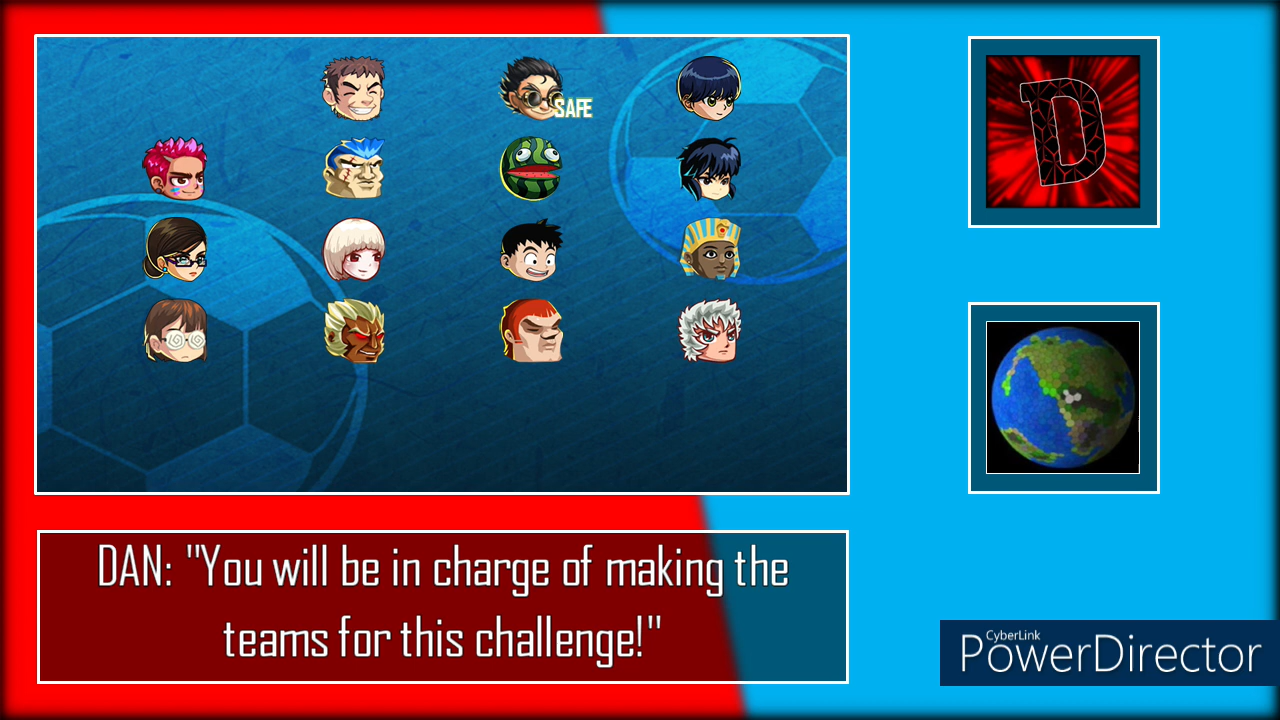 SAFE
D
DAN: "You will be in charge of making the
teams for this challenge!"
CyberLink
PowerDirector